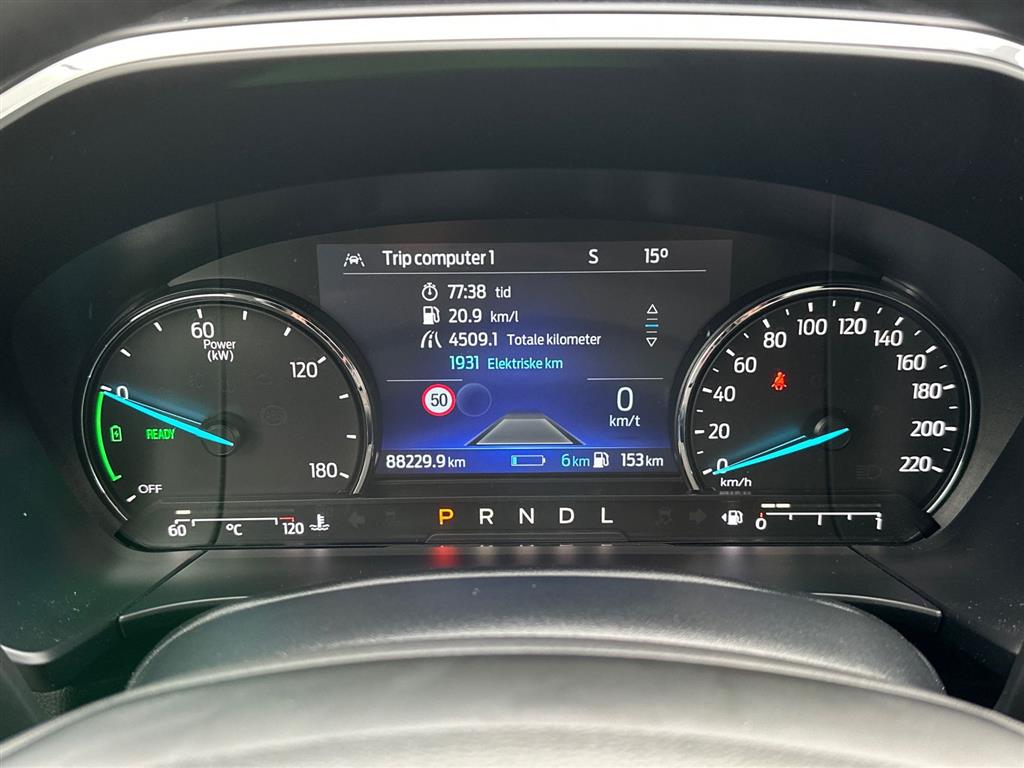 Trip computer 1 S 15º
77:38 tid
20.9 km/l
4509.1 Totale kilometer
1931 Elektriske km
50
0
km/t
88229.9 km 6 km 153 km
60
Power
(kW)
0
120
180
READY
OFF
0
20
40
60
80
100
120
140
160
180
200
220
km/h
60 °C 120
P R N D L
0 1